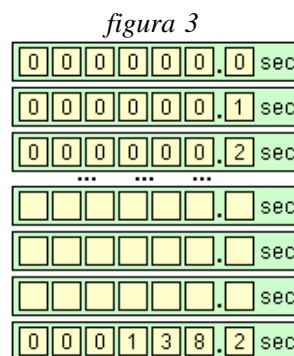 figura 3
0 0 0 0 0 0 . 0 sec
0 0 0 0 0 0 . 1 sec
0 0 0 0 0 0 . 2 sec
... ... ...
. sec
. sec
. sec
0 0 0 1 3 8 . 2 sec